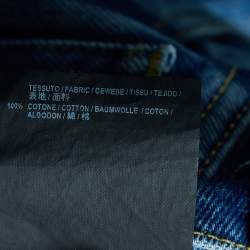 TESSUTO / FABRIC / GEWEBE / TISSU / TEJIDO /
表地 / 面料
100% COTONE / COTTON / BAUMWOLLE / COTON /
ALGODON / 綿 / 棉